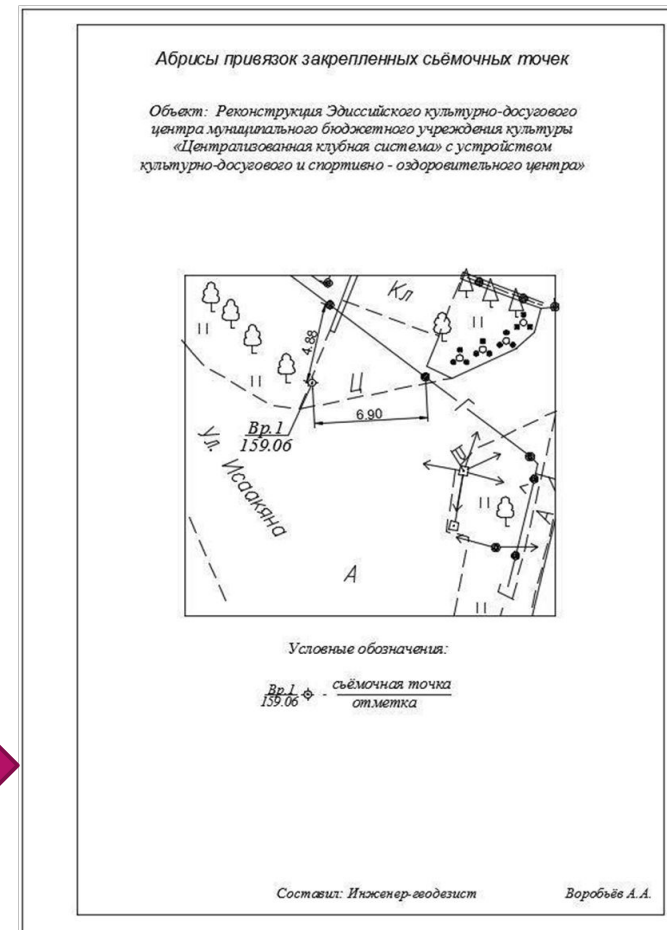 Абрисы привязок закрепленных сьёмочных точек
Объект: Реконструкция Эдиссийского культурно-досугового
центра муниципального бюджетного учреждения культуры
«Централизованная клубная система» с устройством
культурно-досугового и спортивно - оздоровительного центра»
Кл
4.88
Ц
6.90
Г
Вр.1
159.06
Ул. Исаакяна
А
Условные обозначения:
Вр.1
159.06
- сьёмочная точка
отметка
Составил: Инженер-геодезист Воробьёв А.А.